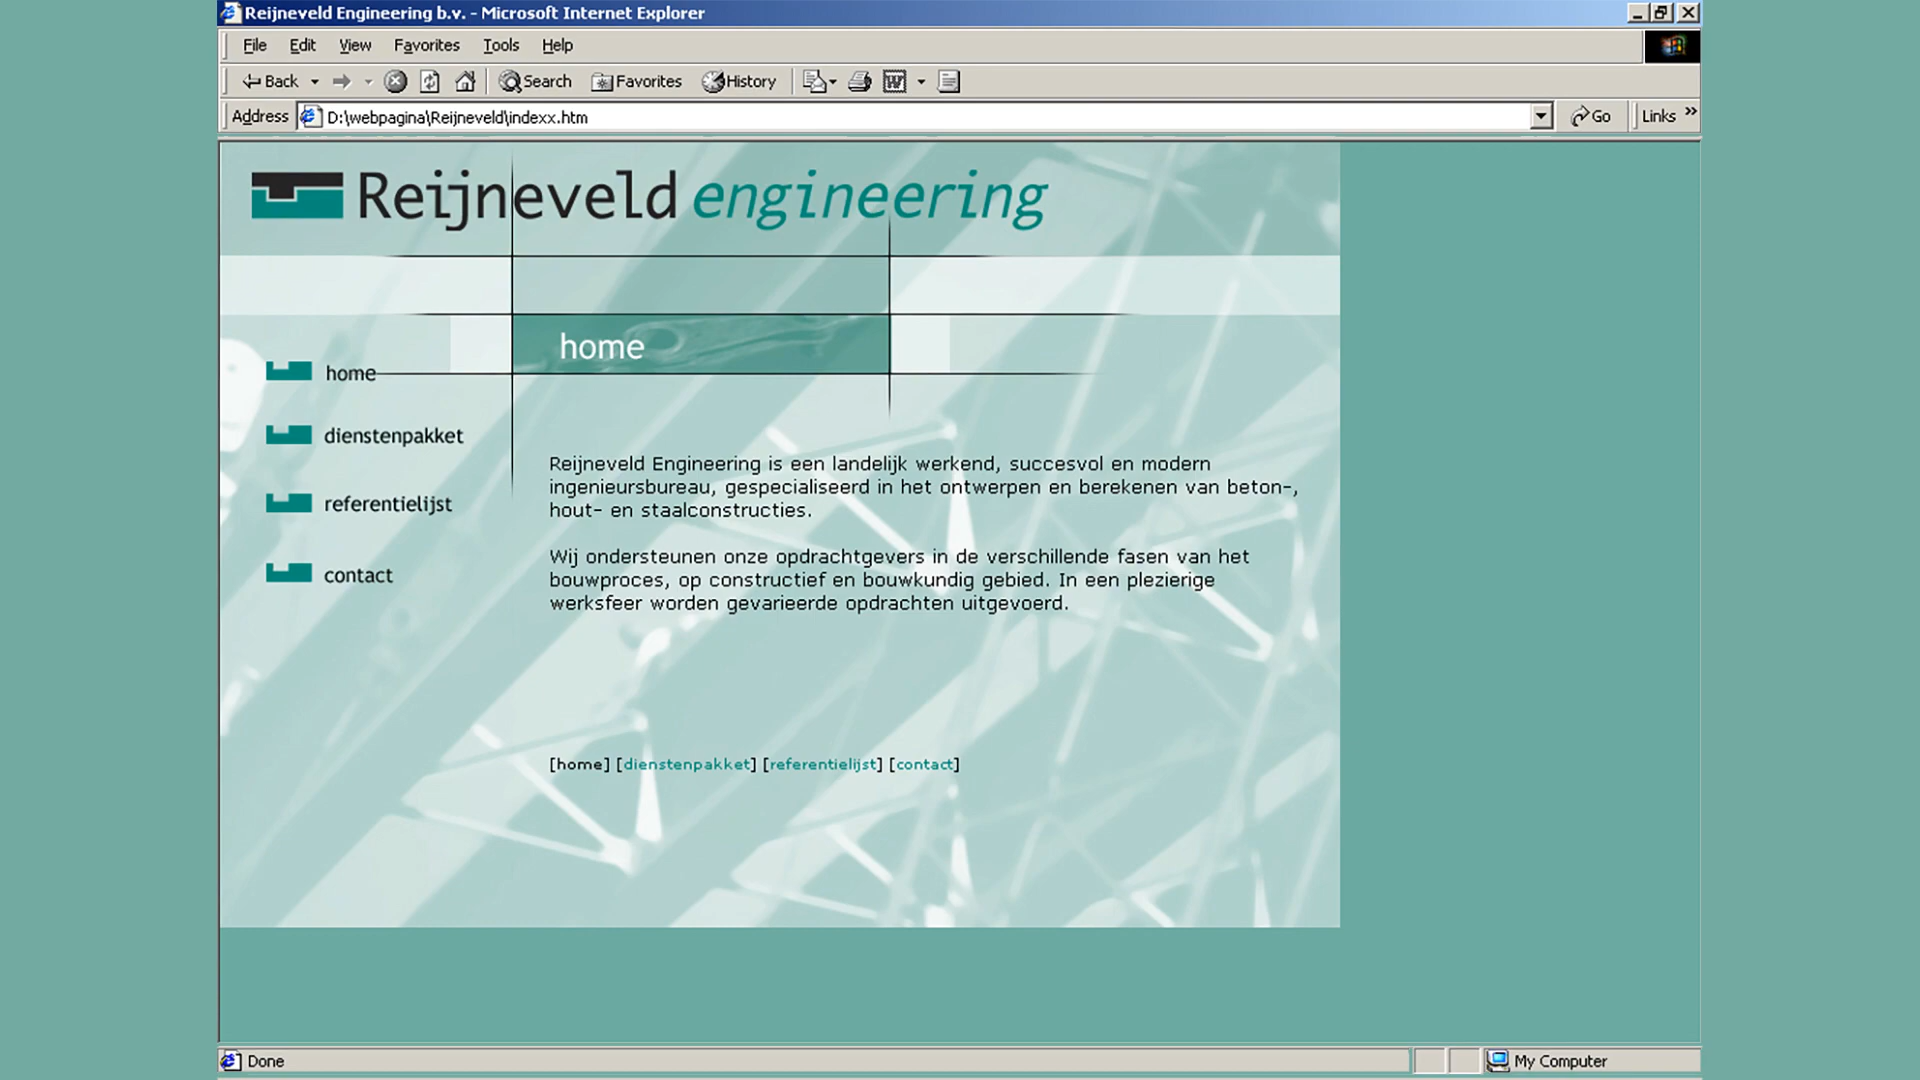 Reijneveld Engineering b.v. - Microsoft Internet Explorer
File Edit View Favorites Tools Help
Back Search Favorites History
Address D:\webpagina\Reijneveld\indexx.htm Go Links »
Reijneveld engineering
home
home
dienstenpakket
referentielijst
contact
Reijneveld Engineering is een landelijk werkend, succesvol en modern
ingenieursbureau, gespecialiseerd in het ontwerpen en berekenen van beton-,
hout- en staalconstructies.
Wij ondersteunen onze opdrachtgevers in de verschillende fasen van het
bouwproces, op constructief en bouwkundig gebied. In een plezierige
werksfeer worden gevarieerde opdrachten uitgevoerd.
[home] [dienstenpakket] [referentielijst] [contact]
Done My Computer